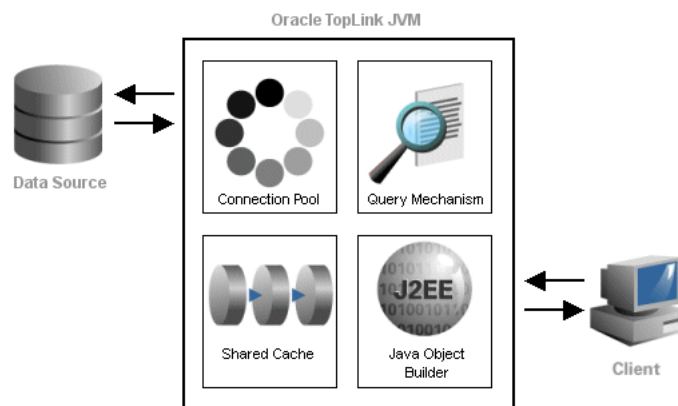 Oracle TopLink JVM
Data Source
Connection Pool
Query Mechanism
Shared Cache
J2EE
Java Object
Builder
Client